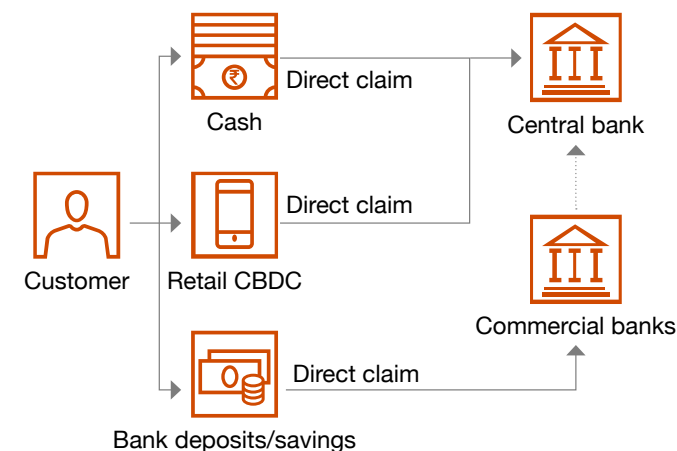 ₹
Direct claim
Cash
Central bank
Direct claim
Customer
Retail CBDC
Commercial banks
Direct claim
Bank deposits/savings